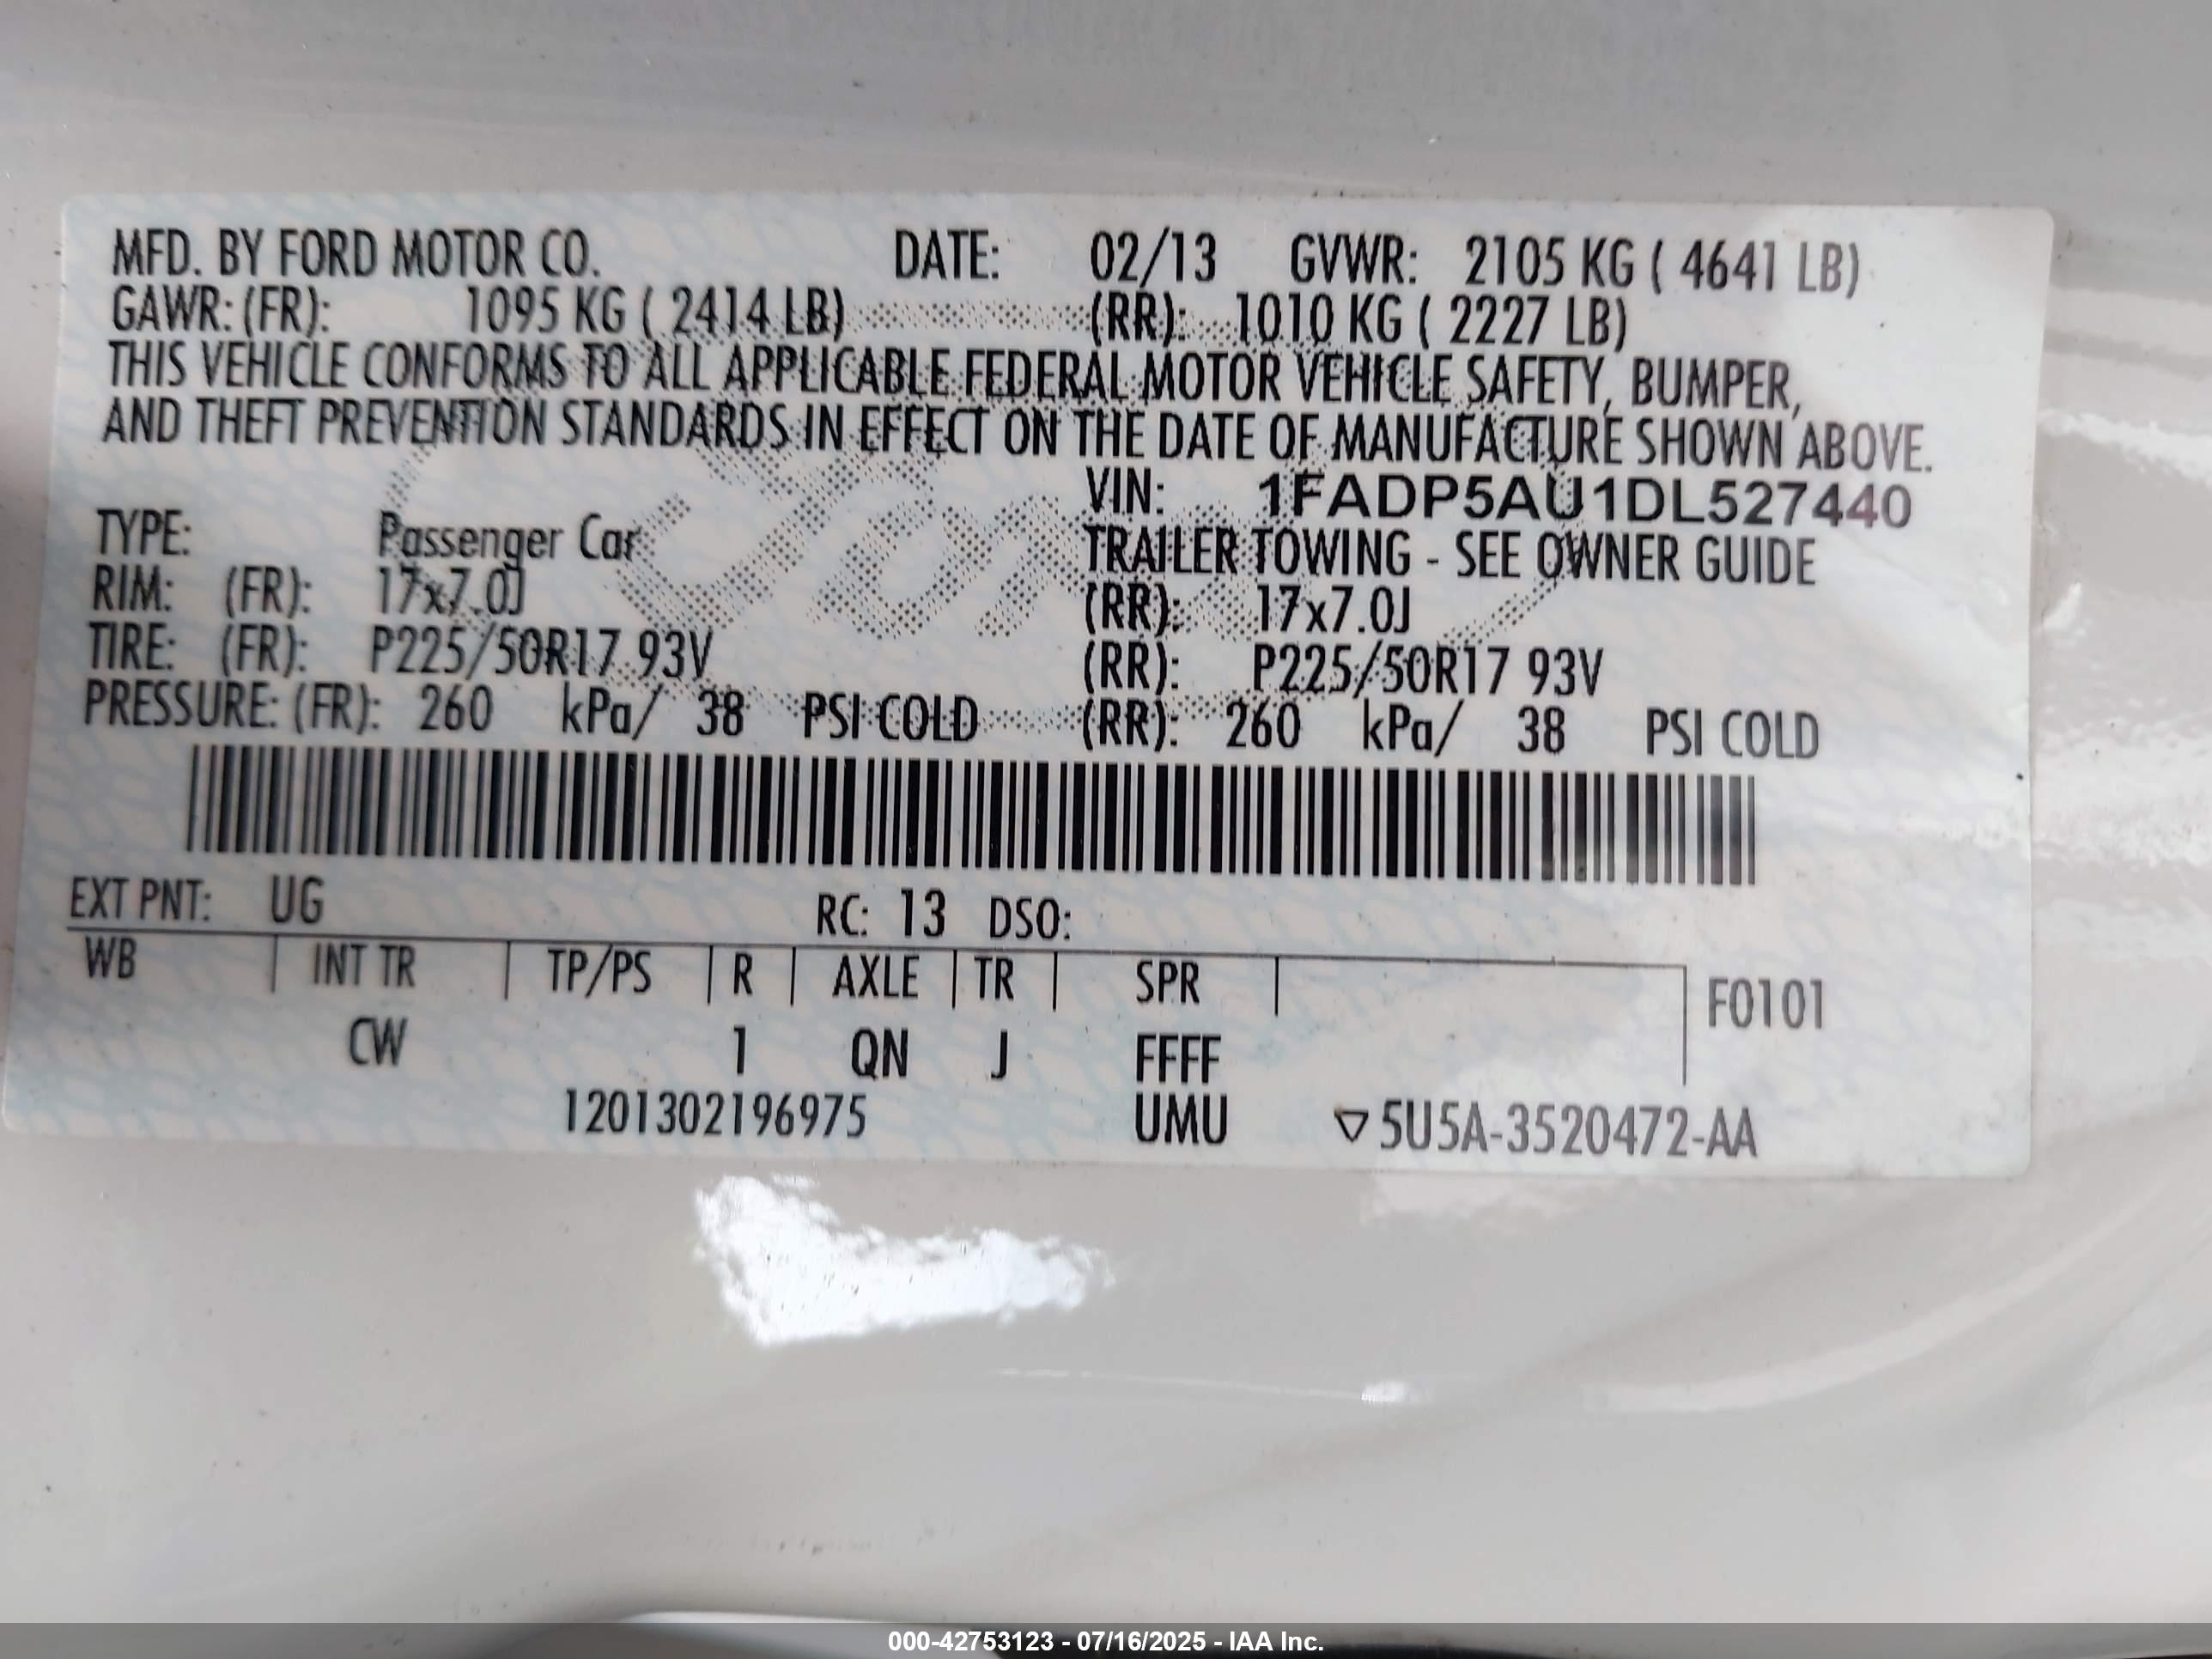 MFD. BY FORD MOTOR CO. DATE: 02/13 GVWR: 2105 KG ( 4641 LB)
GAWR: (FR): 1095 KG ( 2414 LB) (RR): 1010 KG ( 2227 LB)
THIS VEHICLE CONFORMS TO ALL APPLICABLE FEDERAL MOTOR VEHICLE SAFETY, BUMPER,
AND THEFT PREVENTION STANDARDS IN EFFECT ON THE DATE OF MANUFACTURE SHOWN ABOVE.
VIN: 1FADP5AU1DL527440
TYPE: Passenger Car TRAILER TOWING - SEE OWNER GUIDE
RIM: (FR): 17x7.0J (RR): 17x7.0J
TIRE: (FR): P225/50R17 93V (RR): P225/50R17 93V
PRESSURE: (FR): 260 kPa/ 38 PSI COLD (RR): 260 kPa/ 38 PSI COLD
EXT PNT: UG RC: 13 DSO:
WB INT TR TP/PS R AXLE TR SPR F0101
CW 1 QN J FFFF
1201302196975 UMU ▽5U5A-3520472-AA
000-42753123 - 07/16/2025 - IAA Inc.